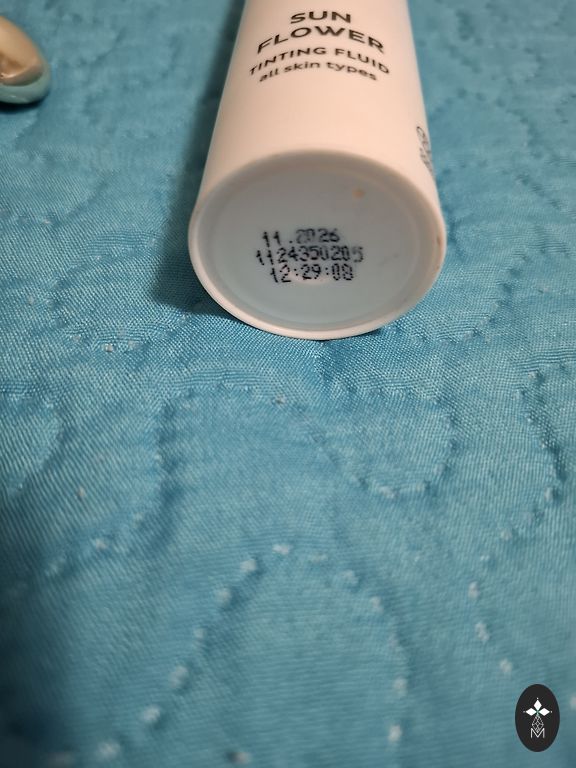 SUN
FLOWER
TINTING FLUID
all skin types
11.2026
1124350205
12:29:08
M